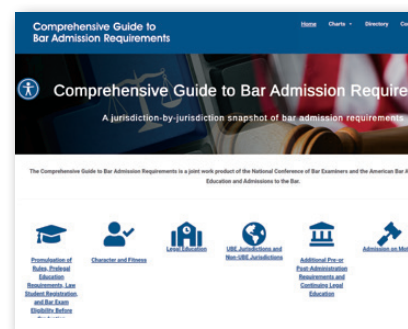 Comprehensive Guide to
Bar Admission Requirements
Home Charts Directory
Comprehensive Guide to Bar Admission
A jurisdiction-by-jurisdiction snapshot of bar admission requirements
The Comprehensive Guide to Bar Admission Requirements is a joint work product of the National Conference of Bar Examiners and the American Bar
Education and Admissions to the Bar.
Promulgation of
Rules, Prelegal
Education
Requirements, Law
Student Registration,
and Bar Exam
Eligibility Before
Character and Fitness
Legal Education
UBE Jurisdictions and
Non-UBE Jurisdictions
Additional Pre-or
Post-Administration
Requirements and
Continuing Legal
Education
Admission on